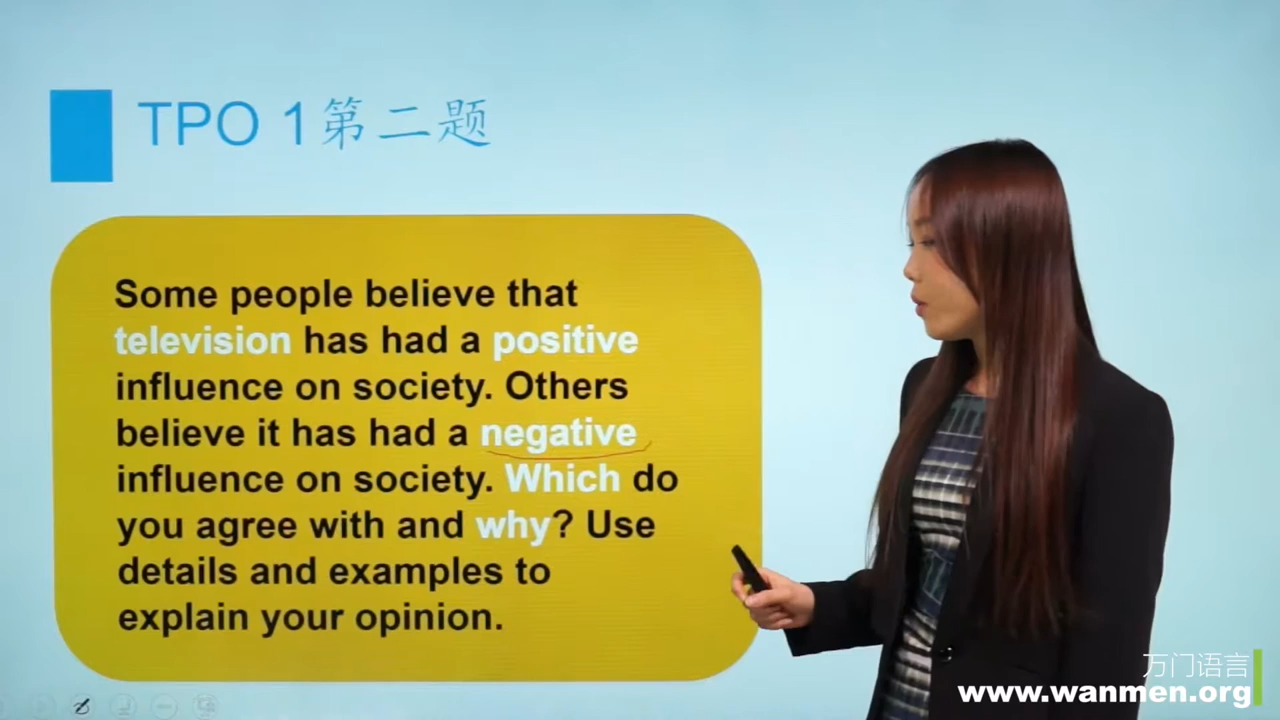 TPO 1第二题
Some people believe that
television has had a positive
influence on society. Others
believe it has had a negative
influence on society. Which do
you agree with and why? Use
details and examples to
explain your opinion.
万门语言
www.wanmen.org